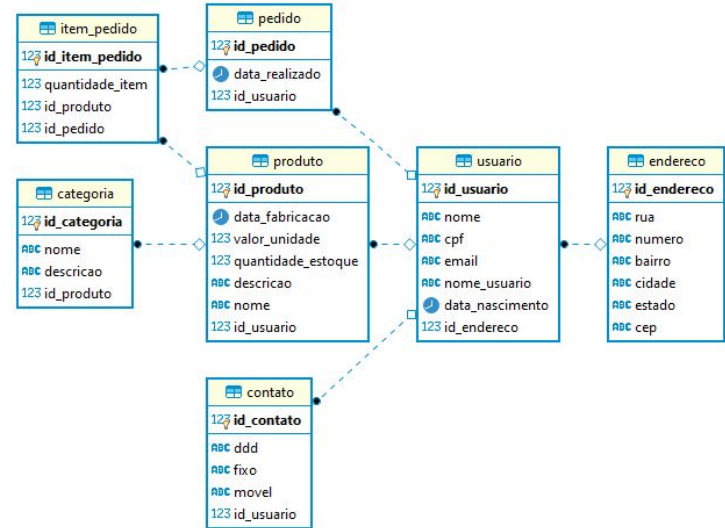 item_pedido
123 id_item_pedido
123 quantidade_item
123 id_produto
123 id_pedido
pedido
123 id_pedido
data_realizado
123 id_usuario
categoria
123 id_categoria
ABC nome
ABC descricao
123 id_produto
produto
123 id_produto
data_fabricacao
123 valor_unidade
123 quantidade_estoque
ABC descricao
ABC nome
123 id_usuario
usuario
123 id_usuario
ABC nome
ABC cpf
ABC email
ABC nome_usuario
data_nascimento
123 id_endereco
endereco
123 id_endereco
ABC rua
ABC numero
ABC bairro
ABC cidade
ABC estado
ABC cep
contato
123 id_contato
ABC ddd
ABC fixo
ABC movel
123 id_usuario